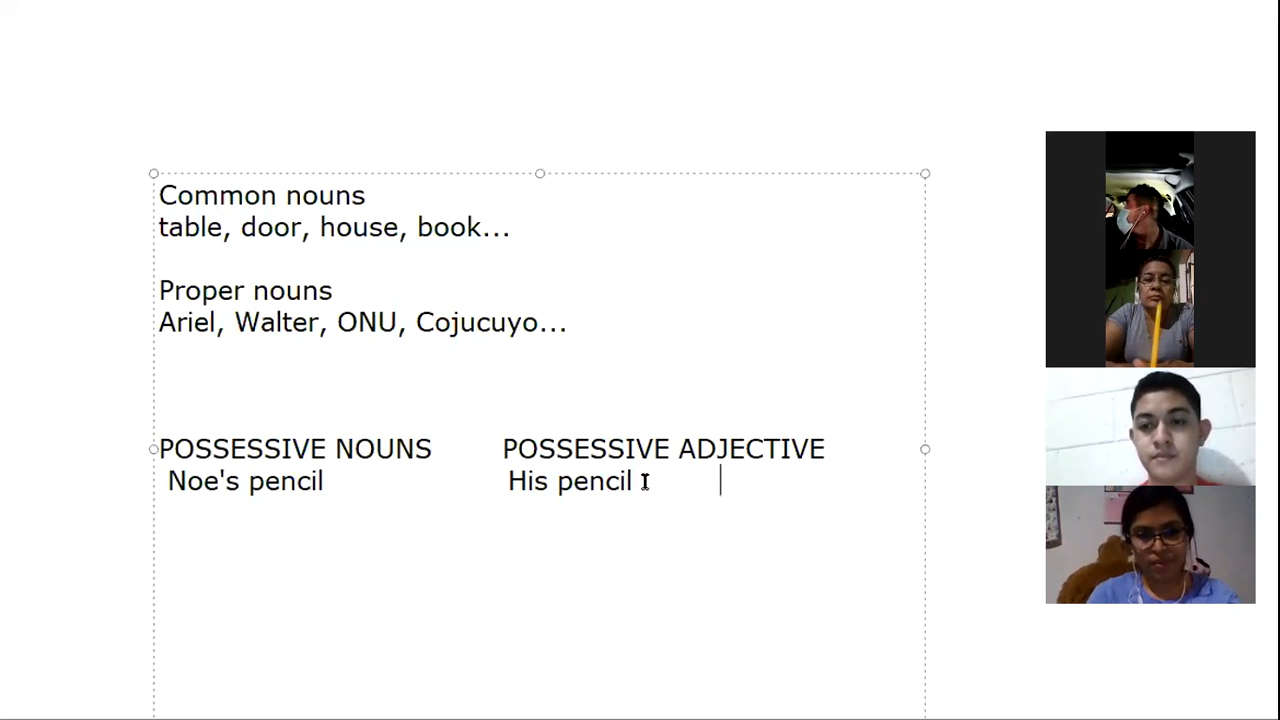 Common nouns
table, door, house, book...
Proper nouns
Ariel, Walter, ONU, Cojucuyo...
POSSESSIVE NOUNS POSSESSIVE ADJECTIVE
Noe's pencil His pencil